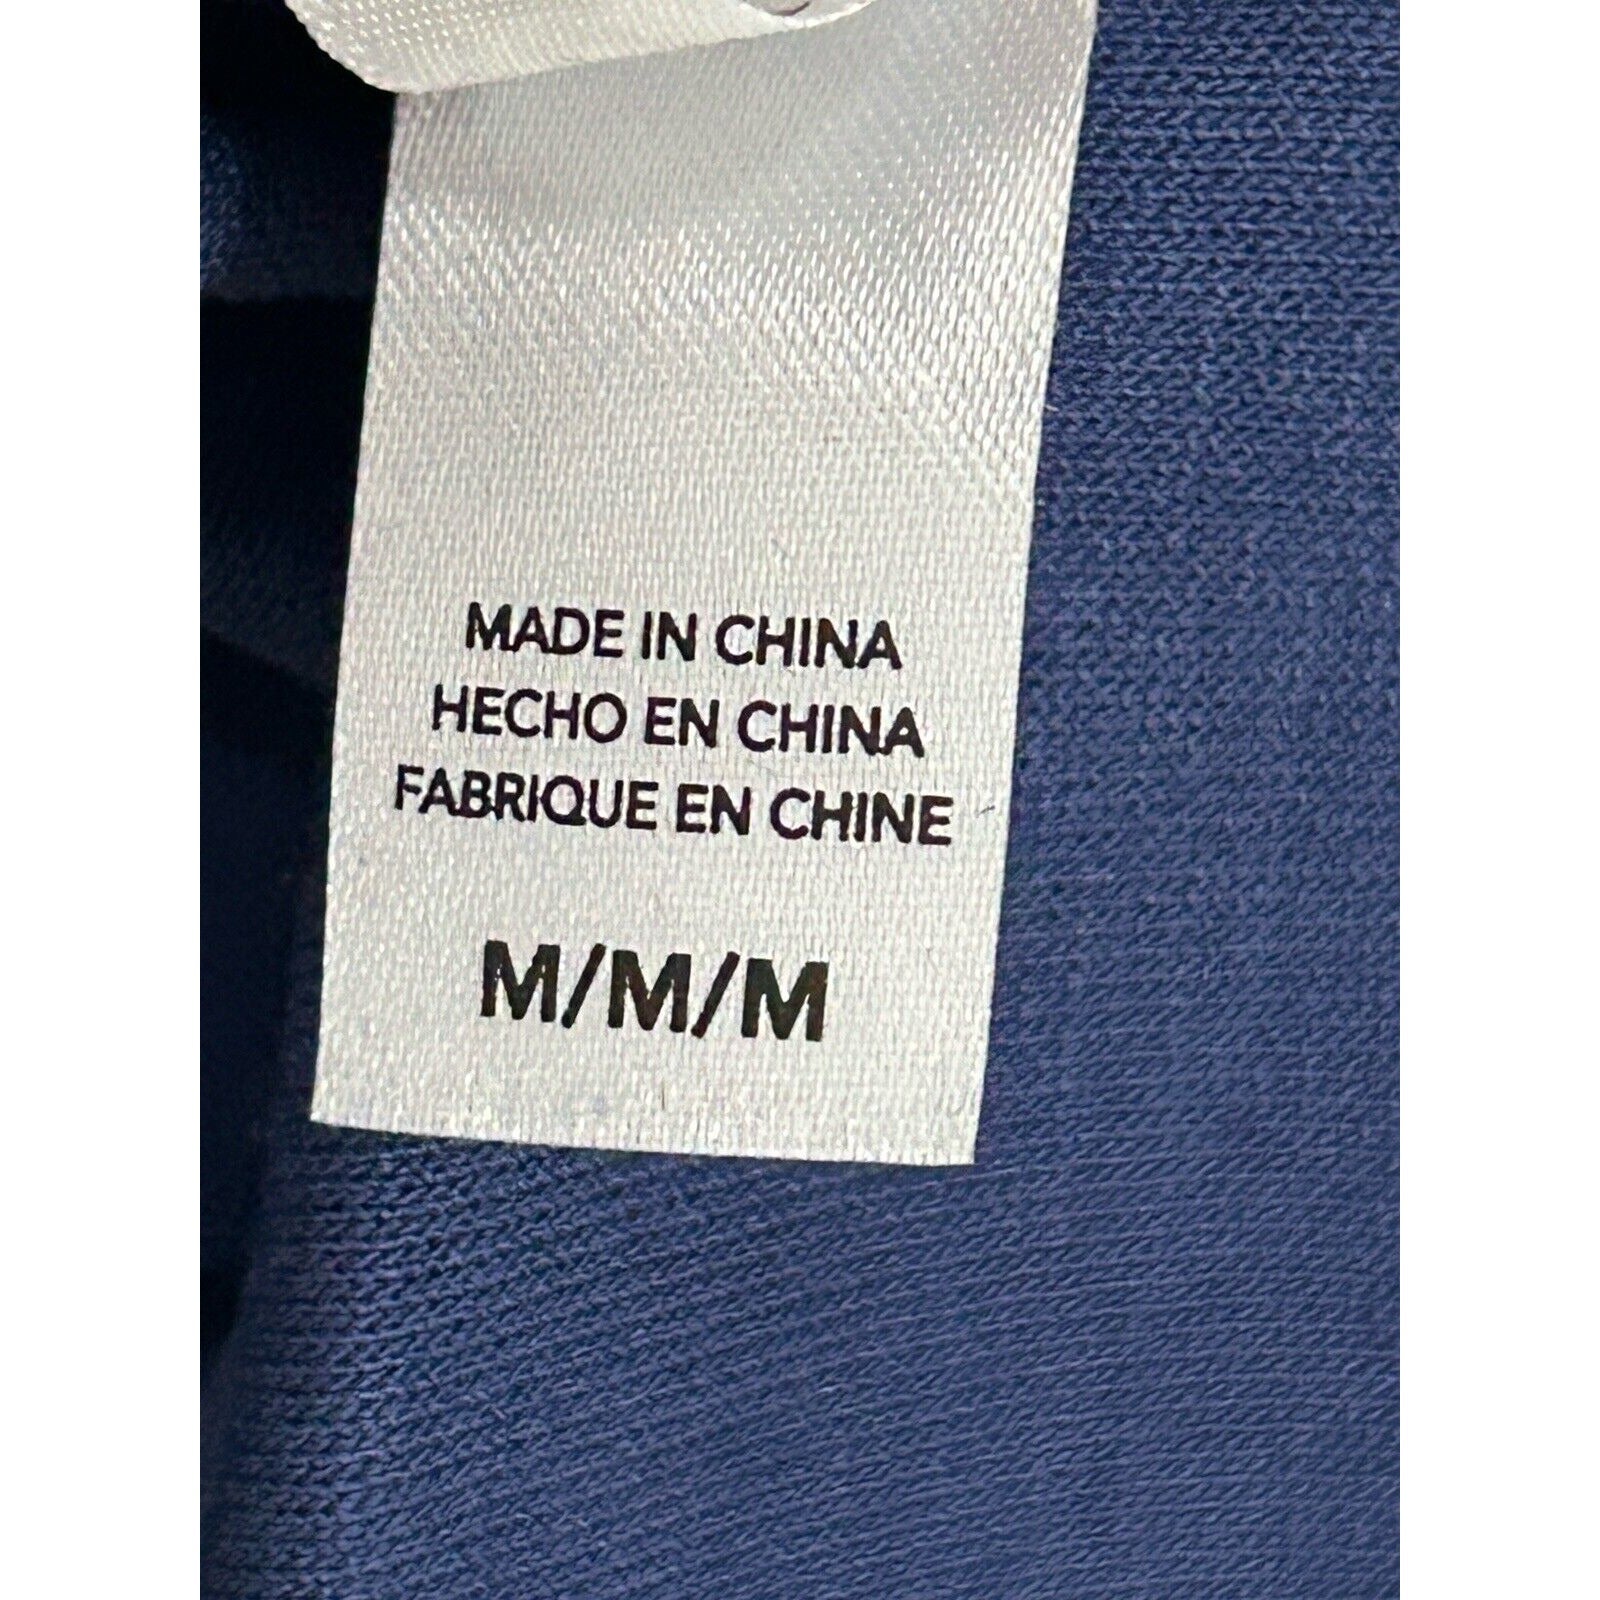 MADE IN CHINA
HECHO EN CHINA
FABRIQUE EN CHINE
M/M/M